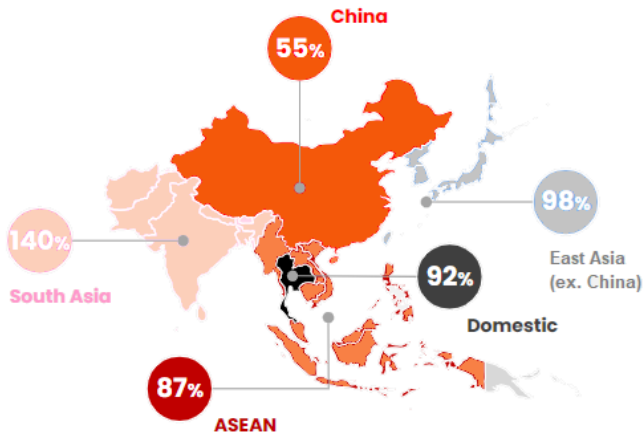 China
55%
98%
East Asia
(ex. China)
140%
South Asia
92%
Domestic
87%
ASEAN